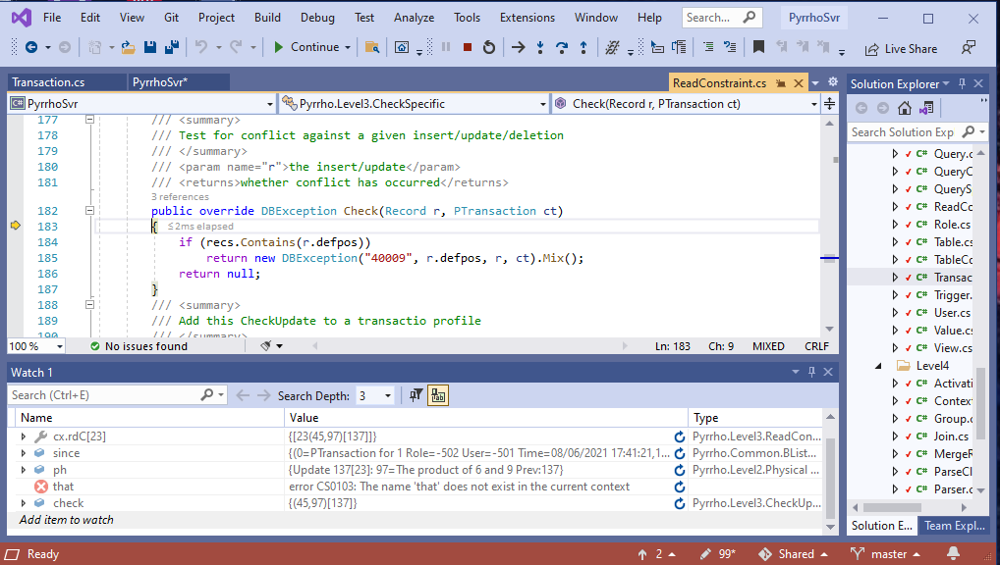 File Edit View Git Project Build Debug Test Analyze Tools Extensions Window Help Search... PyrrhoSvr
Continue Live Share
Transaction.cs PyrrhoSvr* ReadConstraint.cs
PyrrhoSvr Pyrrho.Level3.CheckSpecific Check(Record r, PTransaction ct)
177 /// <summary>
178 /// Test for conflict against a given insert/update/deletion
179 /// </summary>
180 /// <param name="r">the insert/update</param>
181 /// <returns>whether conflict has occurred</returns>
3 references
182 public override DBException Check(Record r, PTransaction ct)
183 { ≤2ms elapsed
184 if (recs.Contains(r.defpos))
185 return new DBException("40009", r.defpos, r, ct).Mix();
186 return null;
187 }
188 /// <summary>
189 /// Add this CheckUpdate to a transactio profile
190 /// </summary>
100 % No issues found Ln: 183 Ch: 9 MIXED CRLF
Watch 1
Search (Ctrl+E) Search Depth: 3
Name Value Type
cx.rdC[23] {{[23(45,97)[137]]}} Pyrrho.Level3.ReadCon...
since {(0=PTransaction for 1 Role=-502 User=-501 Time=08/06/2021 17:41:21,1... Pyrrho.Common.BList...
ph {Update 137[23]: 97=The product of 6 and 9 Prev:137} Pyrrho.Level2.Physical ...
that error CS0103: The name 'that' does not exist in the current context
check {(45,97)[137]} Pyrrho.Level3.CheckUp...
Add item to watch
Solution Explorer
Search Solution Exp
C# Query.c
C# QueryC
C# QueryS
C# ReadCo
C# Role.cs
C# Table.cs
C# TableCo
C# Transac
C# Trigger.
C# User.cs
C# Value.cs
C# View.cs
Level4
C# Activati
C# Context
C# Group.c
C# Join.cs
C# MergeR
C# ParseCl
C# Parser.c
Solution E... Team Expl...
Ready 2 99* Shared master